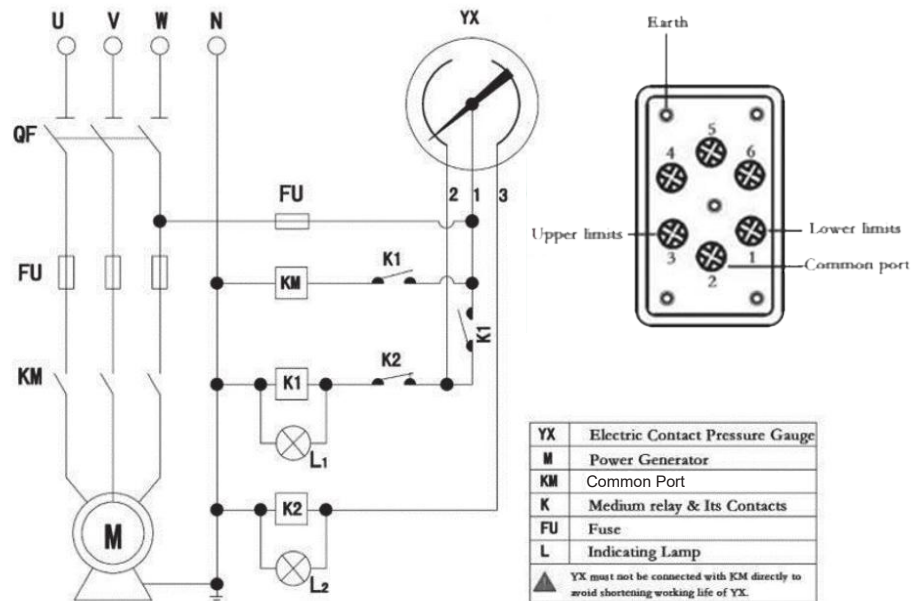 U V W N
YX
QF
FU
2 1 3
FU
KM K1
K1
KM
K1 K2
L1
K2
L2
M
Earth
5
4 6
Upper limits Lower limits
3 1
Common port
2
YX Electric Contact Pressure Gauge
M Power Generator
KM Common Port
K Medium relay & Its Contacts
FU Fuse
L Indicating Lamp
YX must not be connected with KM directly to
avoid shortening working life of YX.